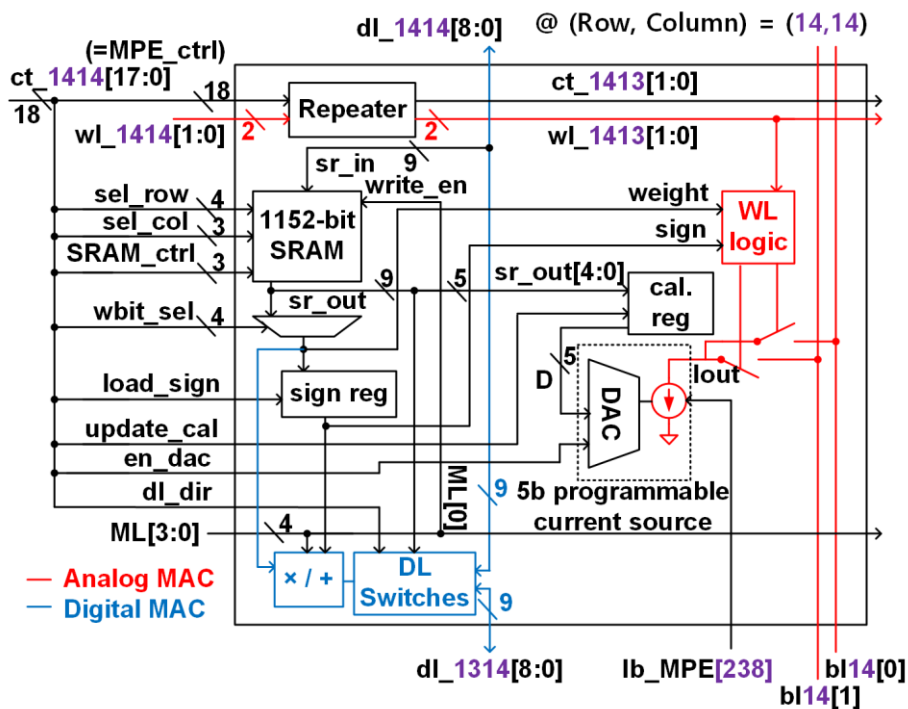 dl_1414[8:0]
@ (Row, Column) = (14,14)
(=MPE_ctrl)
ct_1414[17:0]
18
18
Repeater
ct_1413[1:0]
wl_1414[1:0]
2
2
wl_1413[1:0]
sr_in
9
write_en
sel_row
4
sel_col
3
SRAM_ctrl
3
1152-bit
SRAM
weight
sign
WL
logic
sr_out
9
5
sr_out[4:0]
cal.
reg
wbit_sel
4
load_sign
sign reg
5
D
DAC
Iout
update_cal
en_dac
dl_dir
ML[0]
9
5b programmable
current source
ML[3:0]
4
× / +
DL
Switches
9
Analog MAC
Digital MAC
dl_1314[8:0]
Ib_MPE[238]
bl14[0]
bl14[1]